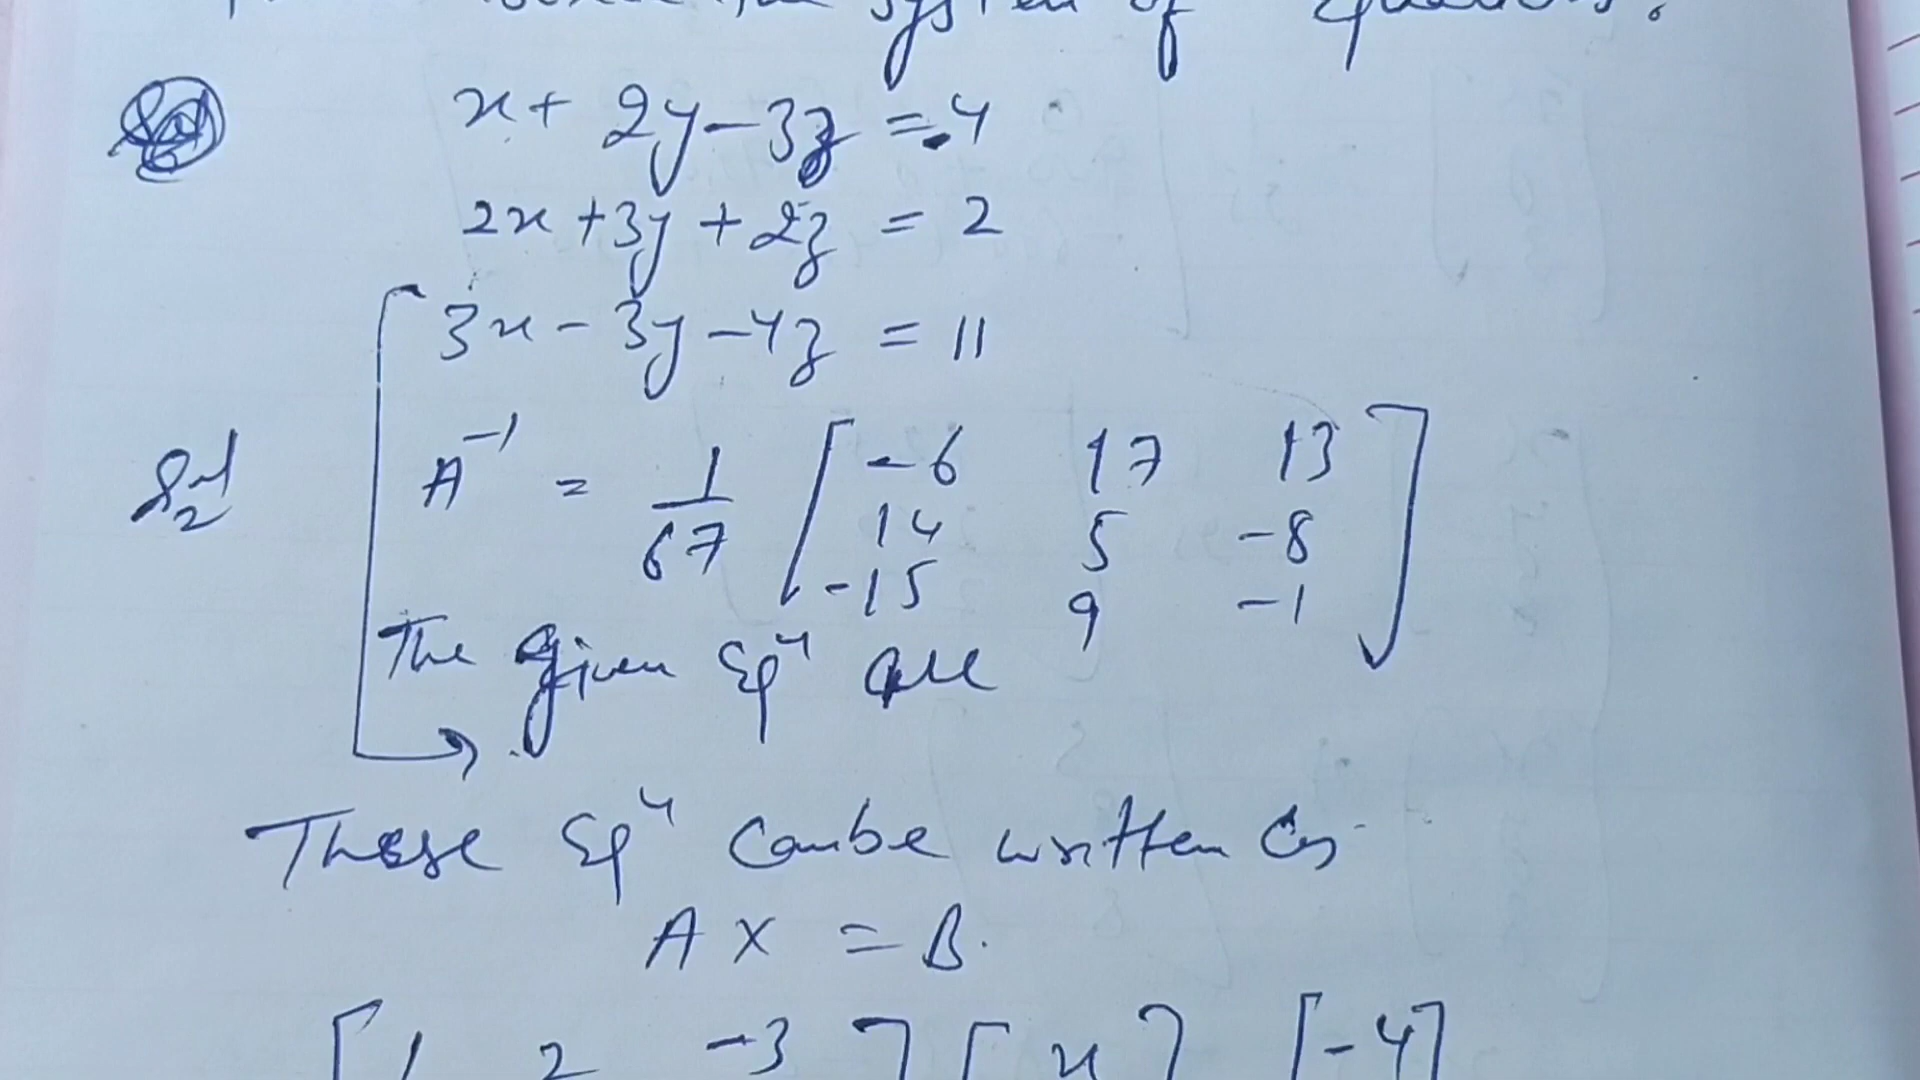 system of
x + 2y - 3z = -4
2x + 3y + 2z = 2
3x - 3y - 4z = 11
Sol A⁻¹ = 1/67 [ -6 17 13
14 5 -8
-15 9 -1 ]
The given Eqⁿ are
These Eqⁿ can be written as
AX = B.
[ 1 2 -3 ] [ x ] [ -4 ]